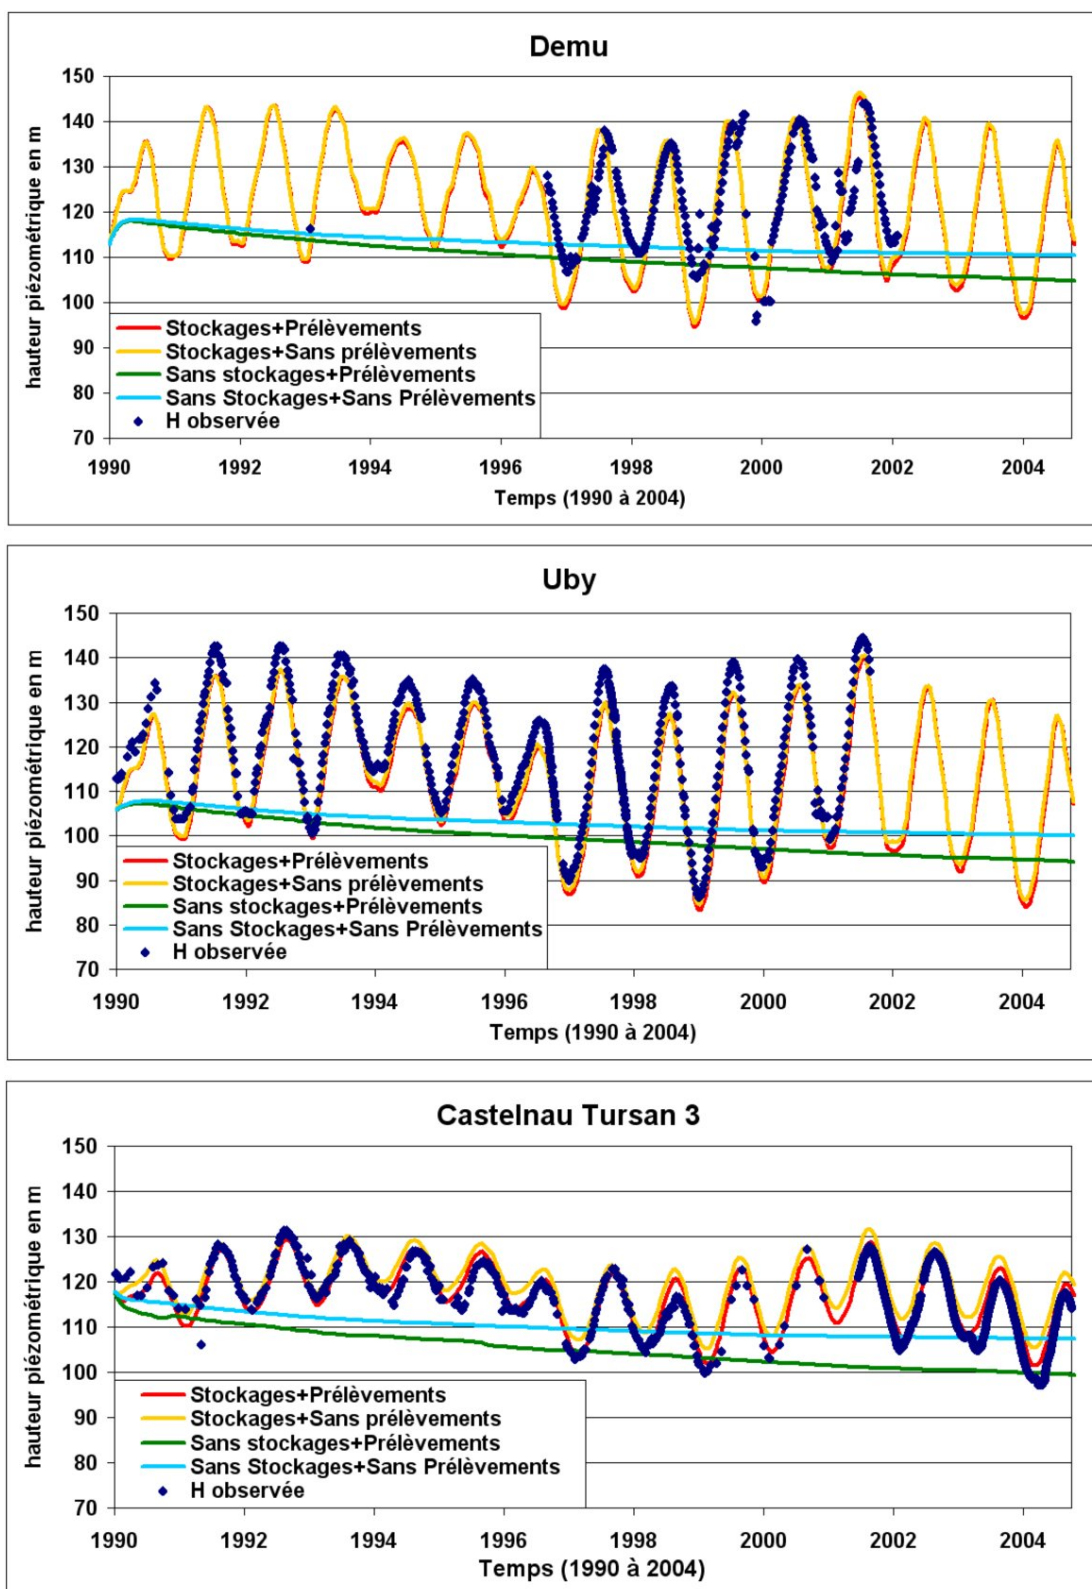 Demu
hauteur piézométrique en m
150
140
130
120
110
100
90
80
70
Stockages+Prélèvements
Stockages+Sans prélèvements
Sans stockages+Prélèvements
Sans Stockages+Sans Prélèvements
H observée
1990 1992 1994 1996 1998 2000 2002 2004
Temps (1990 à 2004)
Uby
hauteur piézométrique en m
150
140
130
120
110
100
90
80
70
Stockages+Prélèvements
Stockages+Sans prélèvements
Sans stockages+Prélèvements
Sans Stockages+Sans Prélèvements
H observée
1990 1992 1994 1996 1998 2000 2002 2004
Temps (1990 à 2004)
Castelnau Tursan 3
hauteur piézométrique en m
150
140
130
120
110
100
90
80
70
Stockages+Prélèvements
Stockages+Sans prélèvements
Sans stockages+Prélèvements
Sans Stockages+Sans Prélèvements
H observée
1990 1992 1994 1996 1998 2000 2002 2004
Temps (1990 à 2004)